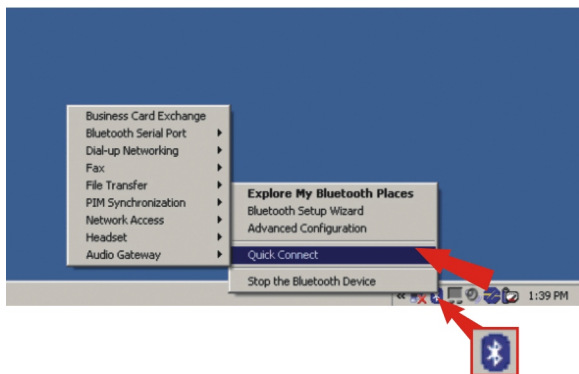 Business Card Exchange
Bluetooth Serial Port
Dial-up Networking
Fax
File Transfer
PIM Synchronization
Network Access
Headset
Audio Gateway
Explore My Bluetooth Places
Bluetooth Setup Wizard
Advanced Configuration
Quick Connect
Stop the Bluetooth Device
1:39 PM